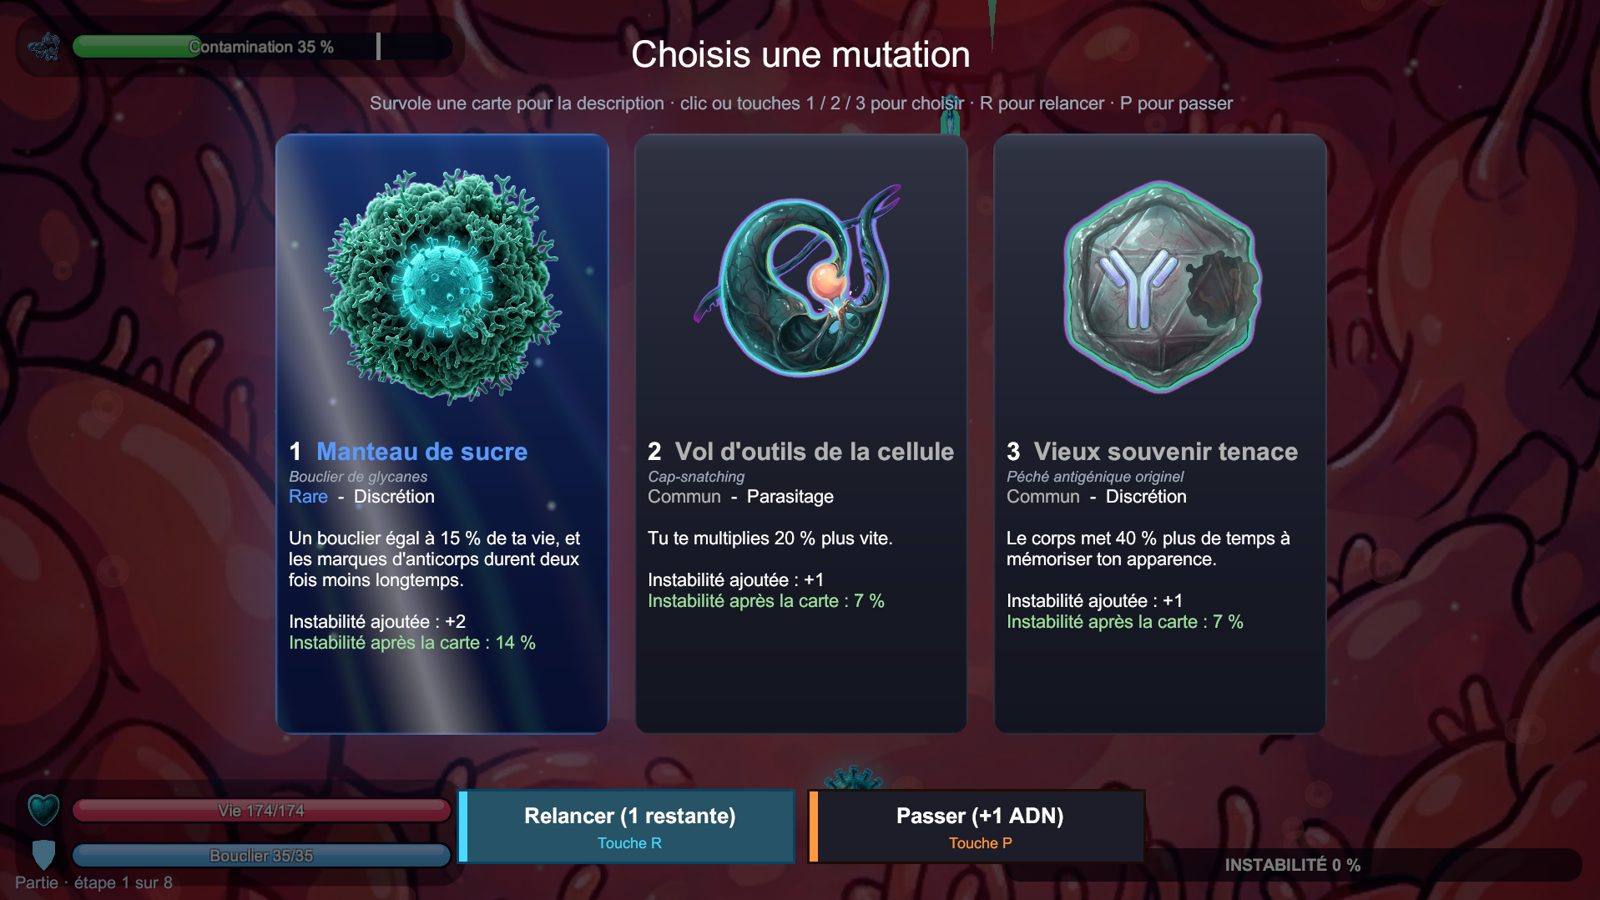 Contamination 35 %
Choisis une mutation
Survole une carte pour la description · clic ou touches 1 / 2 / 3 pour choisir · R pour relancer · P pour passer
1 Manteau de sucre
Bouclier de glycanes
Rare - Discrétion
Un bouclier égal à 15 % de ta vie, et
les marques d'anticorps durent deux
fois moins longtemps.
Instabilité ajoutée : +2
Instabilité après la carte : 14 %
2 Vol d'outils de la cellule
Cap-snatching
Commun - Parasitage
Tu te multiplies 20 % plus vite.
Instabilité ajoutée : +1
Instabilité après la carte : 7 %
3 Vieux souvenir tenace
Péché antigénique originel
Commun - Discrétion
Le corps met 40 % plus de temps à
mémoriser ton apparence.
Instabilité ajoutée : +1
Instabilité après la carte : 7 %
Vie 174/174
Bouclier 35/35
Partie · étape 1 sur 8
Relancer (1 restante)
Touche R
Passer (+1 ADN)
Touche P
INSTABILITÉ 0 %